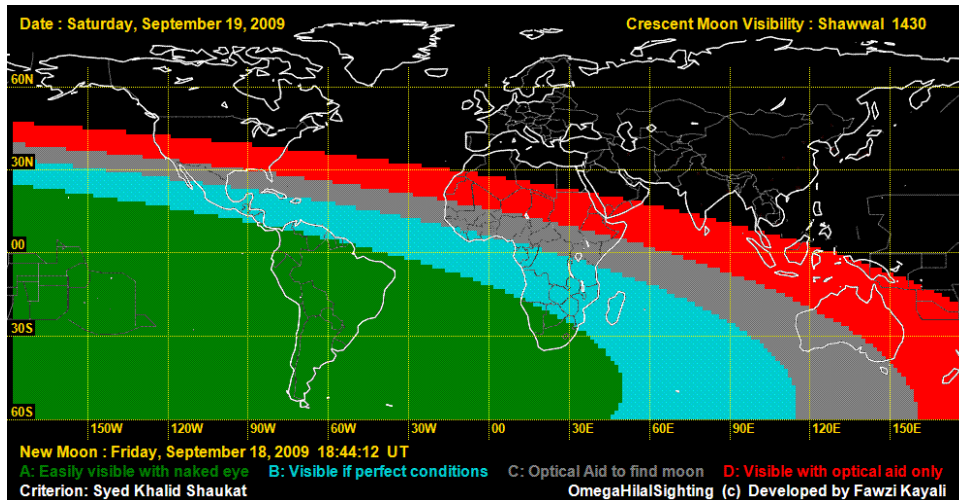 Date : Saturday, September 19, 2009 Crescent Moon Visibility : Shawwal 1430
60N
30N
00
30S
60S
150W 120W 90W 60W 30W 00 30E 60E 90E 120E 150E
New Moon : Friday, September 18, 2009 18:44:12 UT
A: Easily visible with naked eye B: Visible if perfect conditions C: Optical Aid to find moon D: Visible with optical aid only
Criterion: Syed Khalid Shaukat OmegaHilalSighting (c) Developed by Fawzi Kayali